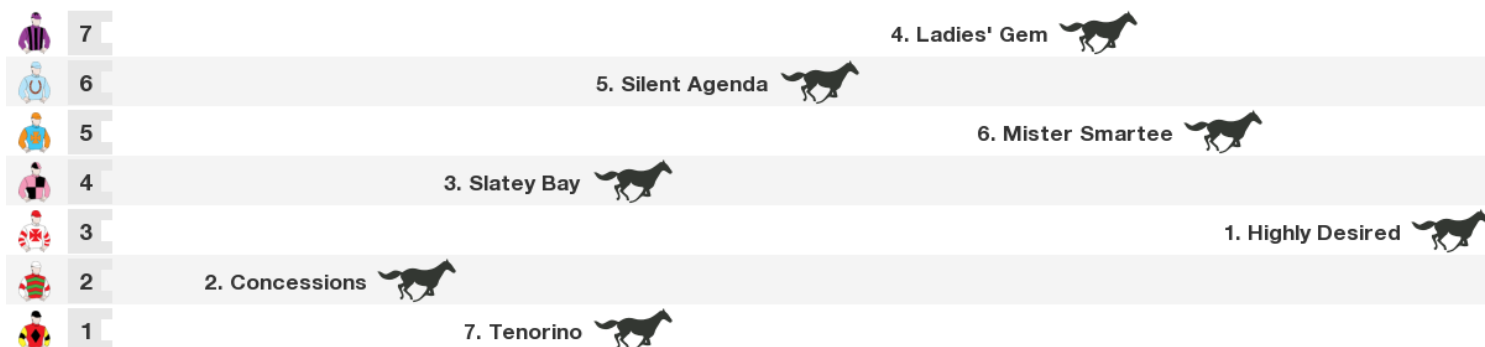 7 4. Ladies' Gem
6 5. Silent Agenda
5 6. Mister Smartee
4 3. Slatey Bay
3 1. Highly Desired
2 2. Concessions
1 7. Tenorino